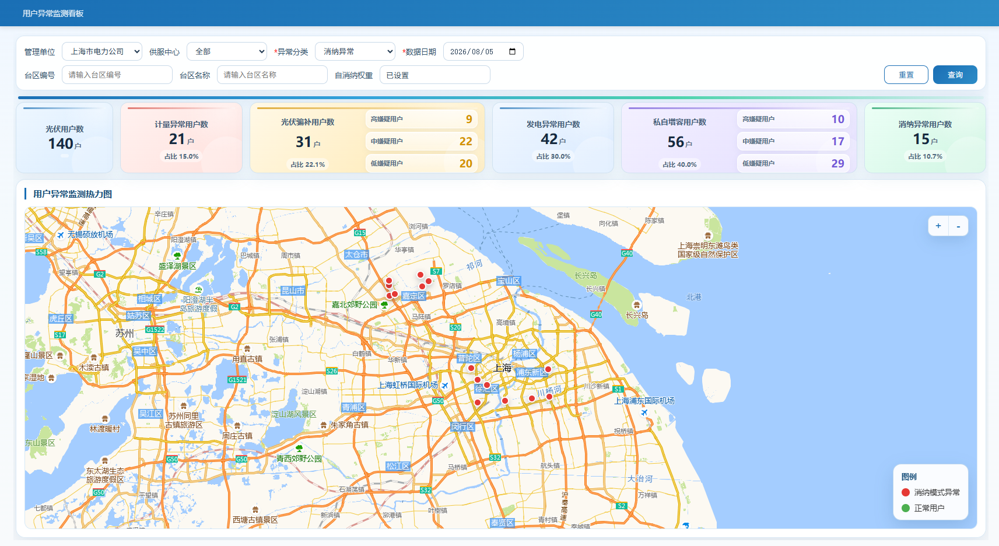 用户异常监测看板
管理单位 上海市电力公司 供服中心 全部 *异常分类 消纳异常 *数据日期 2026/08/05
台区编号 请输入台区编号 台区名称 请输入台区名称 自消纳权重 已设置 重置 查询
光伏用户数
140户
计量异常用户数
21户
占比 15.0%
光伏骗补用户数
31户
占比 22.1%
高嫌疑用户 9
中嫌疑用户 22
低嫌疑用户 20
发电异常用户数
42户
占比 30.0%
私自增容用户数
56户
占比 40.0%
高嫌疑用户 10
中嫌疑用户 17
低嫌疑用户 29
消纳异常用户数
15户
占比 10.7%
用户异常监测热力图
+ -
辛庄镇
浏河镇
堡镇
向化镇
陈家镇
无锡硕放机场
新吴区
阳澄湖镇
G15
S58
巴城镇
周市镇
太仓市
华亭镇
G40
上海崇明东滩鸟类
国家级自然保护区
盛泽湖景区
望亭镇
G2
祁河
S7
长兴岛
宝山区
罗店镇
长兴镇
昆山市
相城区
阳澄湖半
岛旅游度假
嘉定区
北港
嘉北郊野公园
G2
虎丘区
姑苏区
马陆镇
G40
长兴岛
高境镇
S20
G1522
苏州
S17
张浦镇
吴中区
白鹤镇
杨浦区
普陀区
华新镇
甪直古镇
木渎古镇
上海
浦东新区
S26
G1521
上海虹桥国际机场
徐汇区
川杨河
川沙新镇
S1
淀山湖镇
G50
上海浦东国际机场
青浦区
吴江区
苏州同里
古镇旅游区
淀山湖风景区
朱家角古镇
闵行区
林渡暖村
周庄古镇
祝桥镇
东山景区
青西郊野公园
G50
G50
S32
松江区
马桥镇
航头镇
东太湖生态
旅游度假区
大治河
G50
平望镇
石湖荡镇
S32
沪奉高速
万祥镇
七都镇
S2
西塘古镇景区
新浜镇
泖港镇
叶榭镇
奉贤区
青村镇
奉城镇
图例
消纳模式异常
正常用户